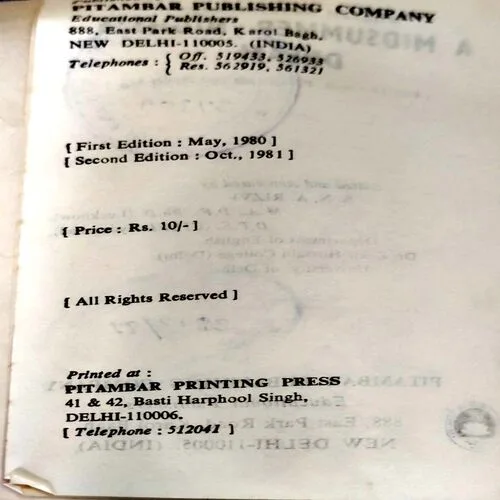 PITAMBAR PUBLISHING COMPANY
Educational Publishers
888, East Park Road, Karol Bagh,
NEW DELHI-110005. (INDIA)
Telephones : { Off. 519433, 526933
Res. 562919, 561321
[ First Edition : May, 1980 ]
[ Second Edition : Oct., 1981 ]
[ Price : Rs. 10/- ]
[ All Rights Reserved ]
Printed at :
PITAMBAR PRINTING PRESS
41 & 42, Basti Harphool Singh,
DELHI-110006.
[ Telephone : 512041 ]